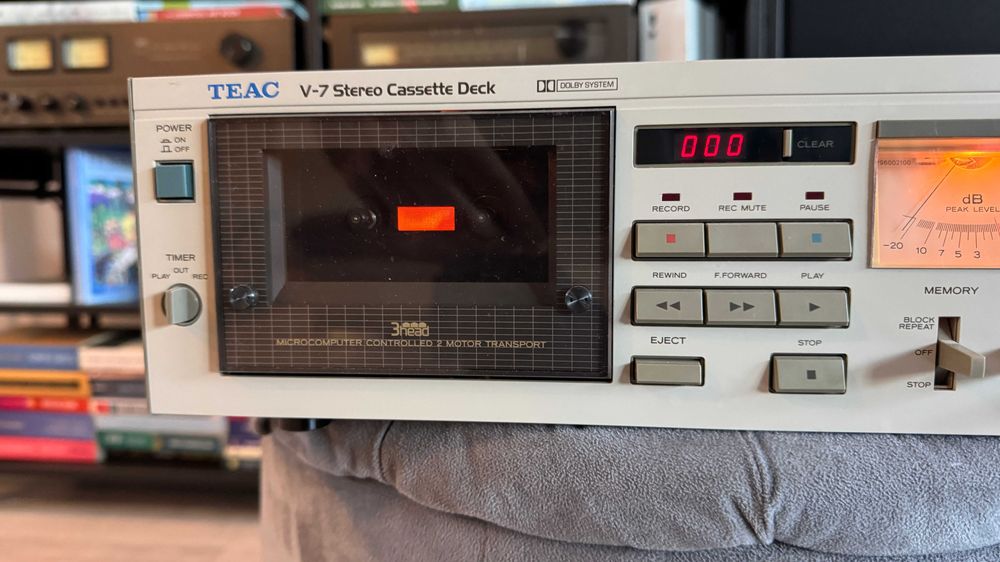 TEAC V-7 Stereo Cassette Deck DOLBY SYSTEM
POWER
ON
OFF
000 CLEAR
RECORD REC MUTE PAUSE
TIMER
OUT
PLAY REC
REWIND F.FORWARD PLAY
EJECT STOP
3head
MICROCOMPUTER CONTROLLED 2 MOTOR TRANSPORT
dB
PEAK LEVEL
-20 10 7 5 3
MEMORY
BLOCK
REPEAT
OFF
STOP